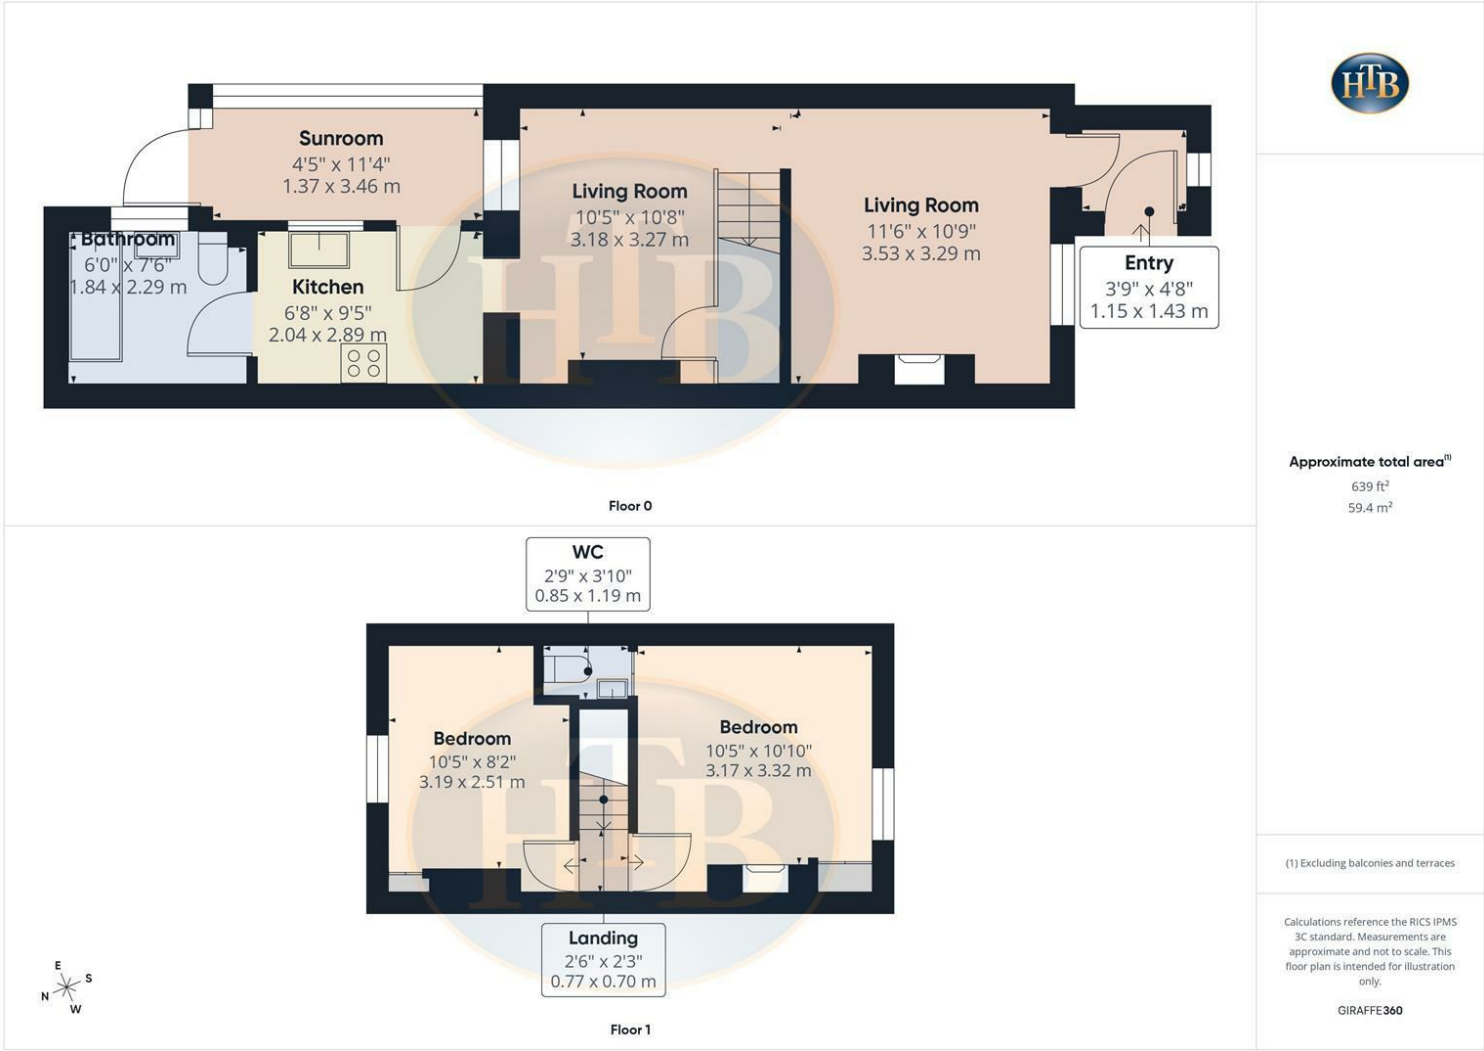 HTB
Sunroom
4'5" x 11'4"
1.37 x 3.46 m
Living Room
10'5" x 10'8"
3.18 x 3.27 m
Living Room
11'6" x 10'9"
3.53 x 3.29 m
Bathroom
6'0" x 7'6"
1.84 x 2.29 m
Kitchen
6'8" x 9'5"
2.04 x 2.89 m
Entry
3'9" x 4'8"
1.15 x 1.43 m
HTB
Floor 0
Approximate total area(1)
639 ft²
59.4 m²
WC
2'9" x 3'10"
0.85 x 1.19 m
Bedroom
10'5" x 8'2"
3.19 x 2.51 m
Bedroom
10'5" x 10'10"
3.17 x 3.32 m
HTB
Landing
2'6" x 2'3"
0.77 x 0.70 m
Floor 1
E
S
N
W
(1) Excluding balconies and terraces
Calculations reference the RICS IPMS
3C standard. Measurements are
approximate and not to scale. This
floor plan is intended for illustration
only.
GIRAFFE360